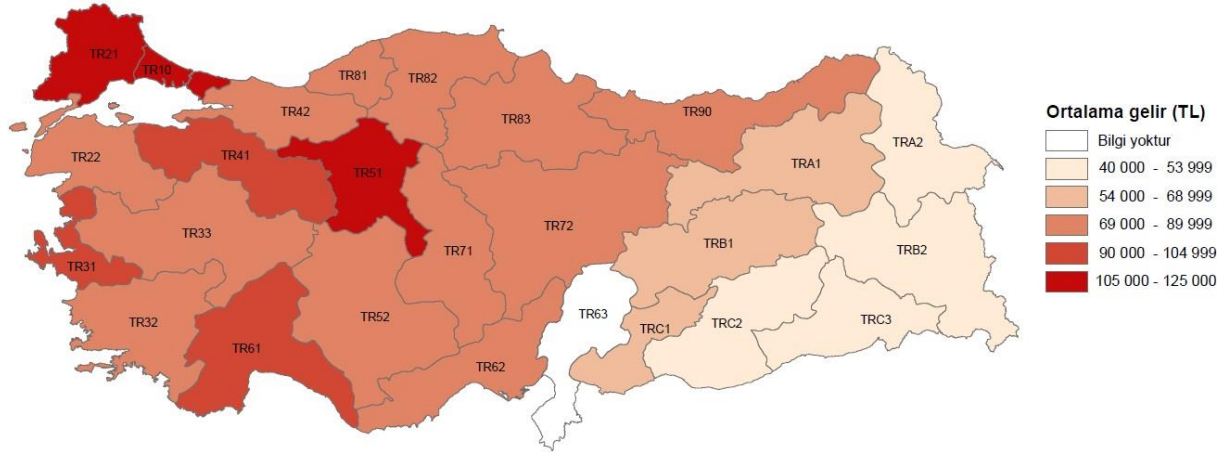 TR21
TR10
TR81
TR82
TR42
TR83
TR90
TRA2
TR22
TR41
TR51
TRA1
TR33
TR71
TR72
TRB1
TRB2
TR31
TR32
TR52
TR63
TRC1
TRC2
TRC3
TR61
TR62
Ortalama gelir (TL)
Bilgi yoktur
40 000 - 53 999
54 000 - 68 999
69 000 - 89 999
90 000 - 104 999
105 000 - 125 000